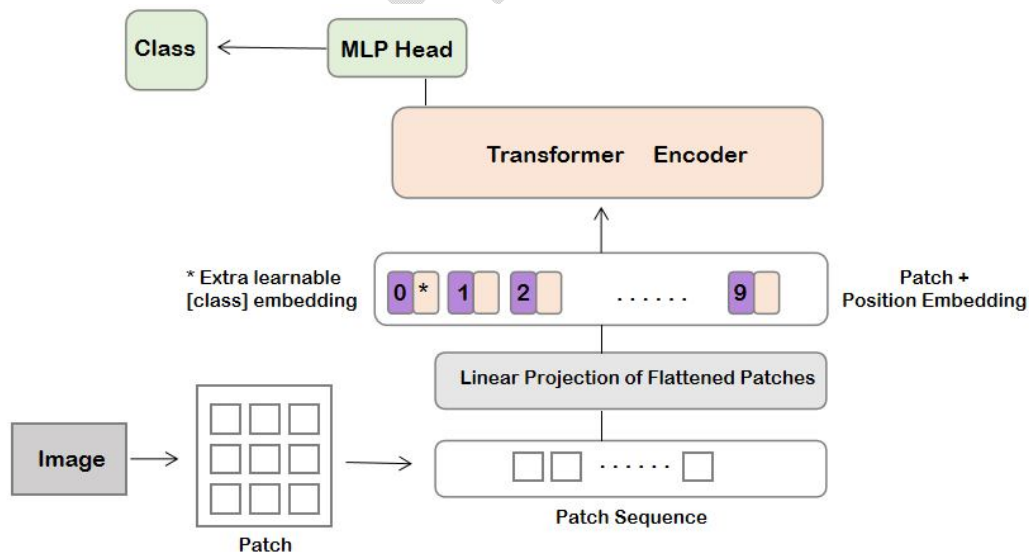 Class
MLP Head
Transformer Encoder
* Extra learnable
[class] embedding
0 * 1 2 . . . . . . 9
Patch +
Position Embedding
Linear Projection of Flattened Patches
Image
. . . . . .
Patch Sequence
Patch